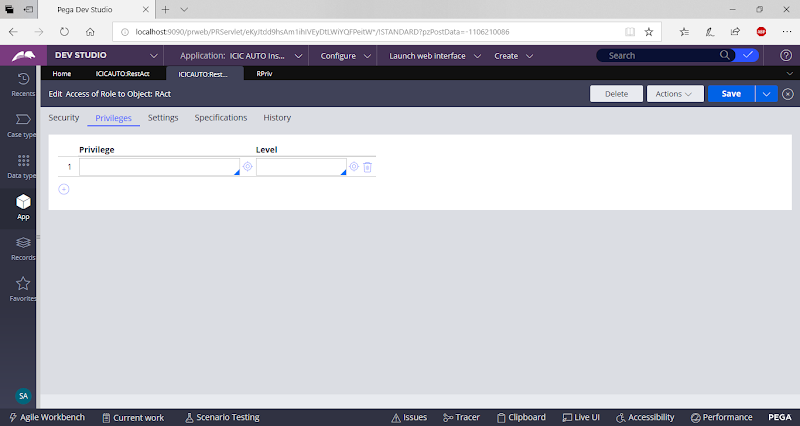 Pega Dev Studio
localhost:9090/prweb/PRServlet/eKyJtdd9hsAm1ihIVEyDtLWiYQFPeitW*/!STANDARD?pzPostData=-1106210086
DEV STUDIO
Application: ICIC AUTO Ins...
Configure
Launch web interface
Create
Search
Recents
Home
ICICAUTO:RestAct
ICICAUTO:Rest...
RPriv
Edit Access of Role to Object: RAct
Delete
Actions
Save
Case type
Security
Privileges
Settings
Specifications
History
Privilege
Level
1
Data type
App
Records
Favorites
SA
Agile Workbench
Current work
Scenario Testing
Issues
Tracer
Clipboard
Live UI
Accessibility
Performance
PEGA